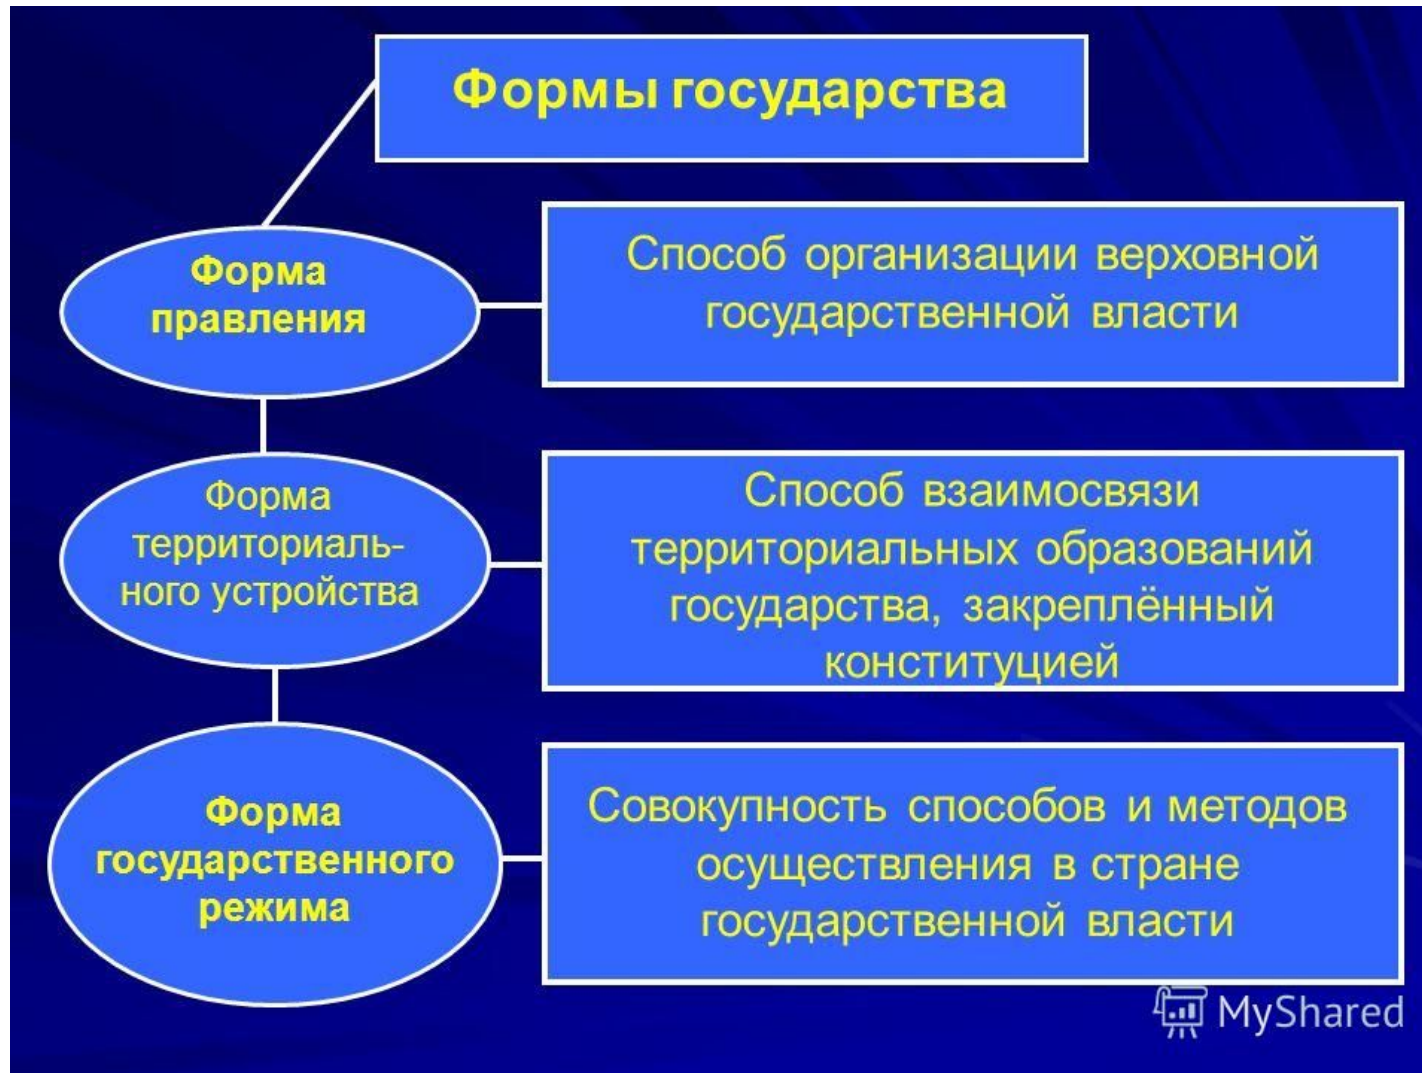 Формы государства
Форма
правления
Способ организации верховной
государственной власти
Форма
территориаль-
ного устройства
Способ взаимосвязи
территориальных образований
государства, закреплённый
конституцией
Форма
государственного
режима
Совокупность способов и методов
осуществления в стране
государственной власти
MyShared